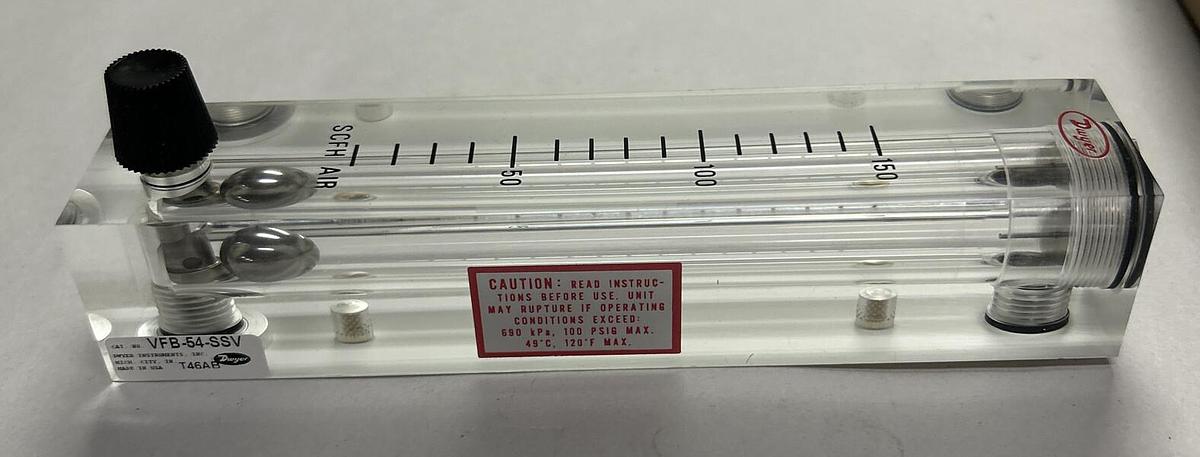 SCFH AIR
50
100
150
Dwyer
CAUTION: READ INSTRUC-
TIONS BEFORE USE. UNIT
MAY RUPTURE IF OPERATING
CONDITIONS EXCEED:
690 kPa, 100 PSIG MAX.
49°C, 120°F MAX.
CAT. NO. VFB-54-SSV
DWYER INSTRUMENTS, INC.
MICH. CITY, IN.
MADE IN USA T46AB
Dwyer